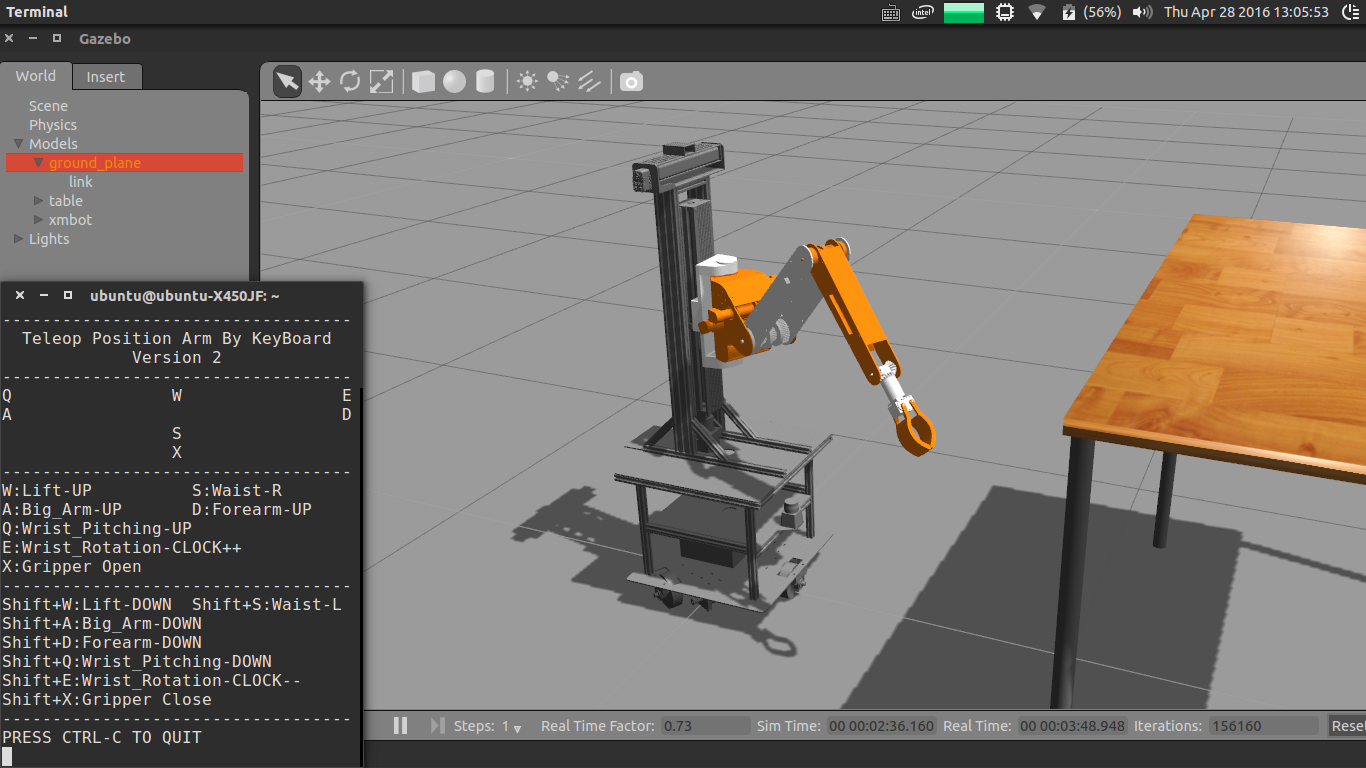 Terminal
intel
(56%)
Thu Apr 28 2016 13:05:53
Gazebo
World Insert
Scene
Physics
Models
ground_plane
link
table
xmbot
Lights
ubuntu@ubuntu-X450JF: ~
-----------------------------------
Teleop Position Arm By KeyBoard
Version 2
-----------------------------------
Q W E
A D
S
X
-----------------------------------
W:Lift-UP S:Waist-R
A:Big_Arm-UP D:Forearm-UP
Q:Wrist_Pitching-UP
E:Wrist_Rotation-CLOCK++
X:Gripper Open
-----------------------------------
Shift+W:Lift-DOWN Shift+S:Waist-L
Shift+A:Big_Arm-DOWN
Shift+D:Forearm-DOWN
Shift+Q:Wrist_Pitching-DOWN
Shift+E:Wrist_Rotation-CLOCK--
Shift+X:Gripper Close
-----------------------------------
PRESS CTRL-C TO QUIT
Steps: 1 Real Time Factor: 0.73 Sim Time: 00 00:02:36.160 Real Time: 00 00:03:48.948 Iterations: 156160 Rese